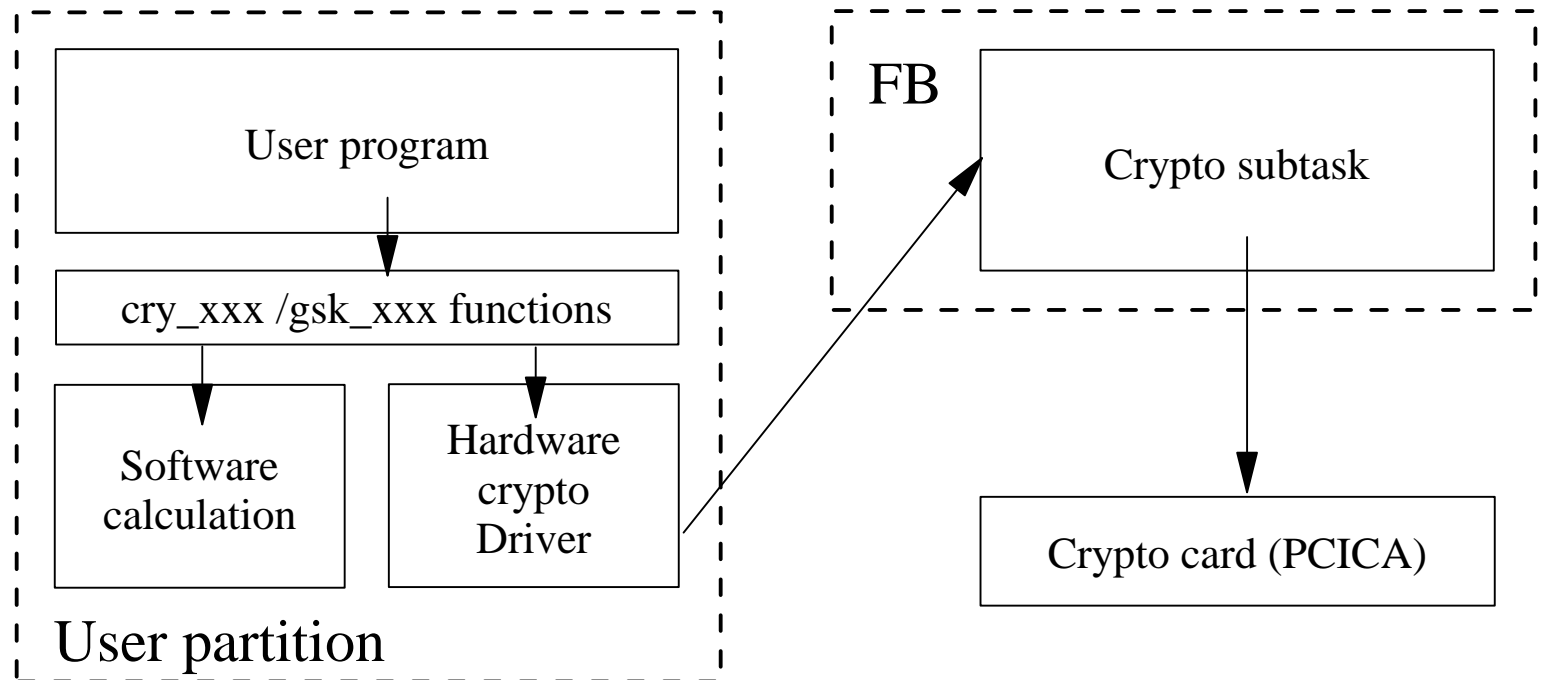 User program
cry_xxx /gsk_xxx functions
Software
calculation
Hardware
crypto
Driver
User partition
FB
Crypto subtask
Crypto card (PCICA)